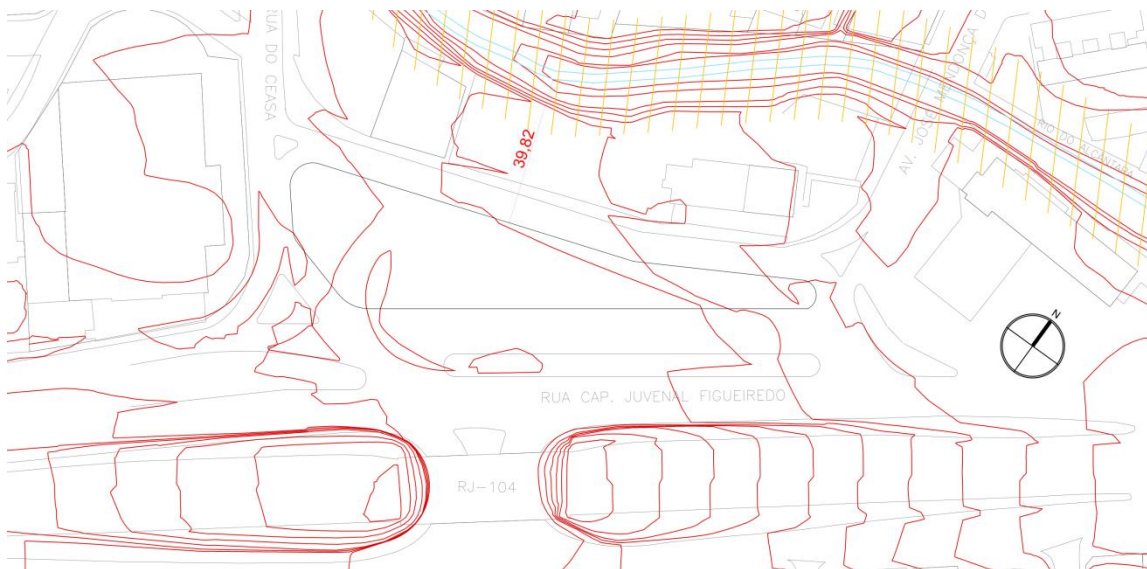 RUA DO CEASA
39,82
AV. JOSÉ MENDONÇA D
RIO DO ALCANTARA
N
RUA CAP. JUVENAL FIGUEIREDO
RJ-104